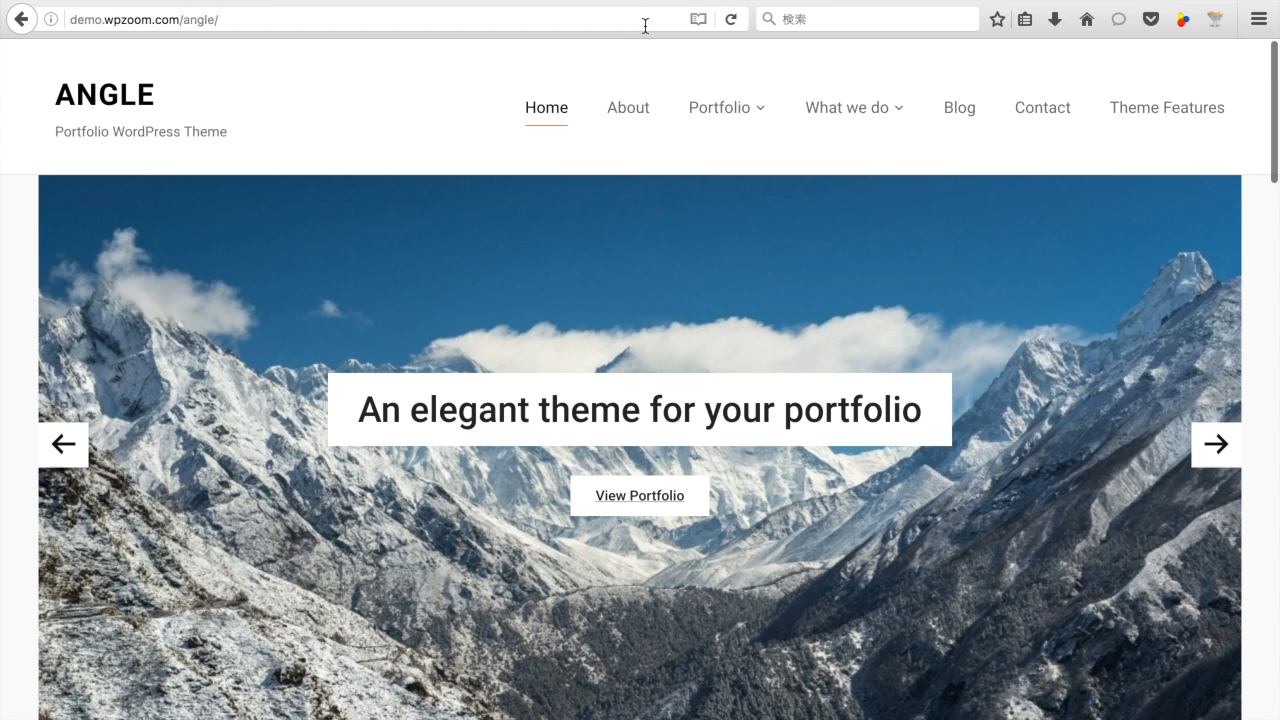 demo.wpzoom.com/angle/
検索
ANGLE
Portfolio WordPress Theme
Home About Portfolio What we do Blog Contact Theme Features
An elegant theme for your portfolio
View Portfolio